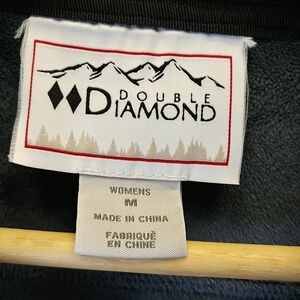 DOUBLE
DIAMOND
WOMENS
M
MADE IN CHINA
FABRIQUÉ
EN CHINE